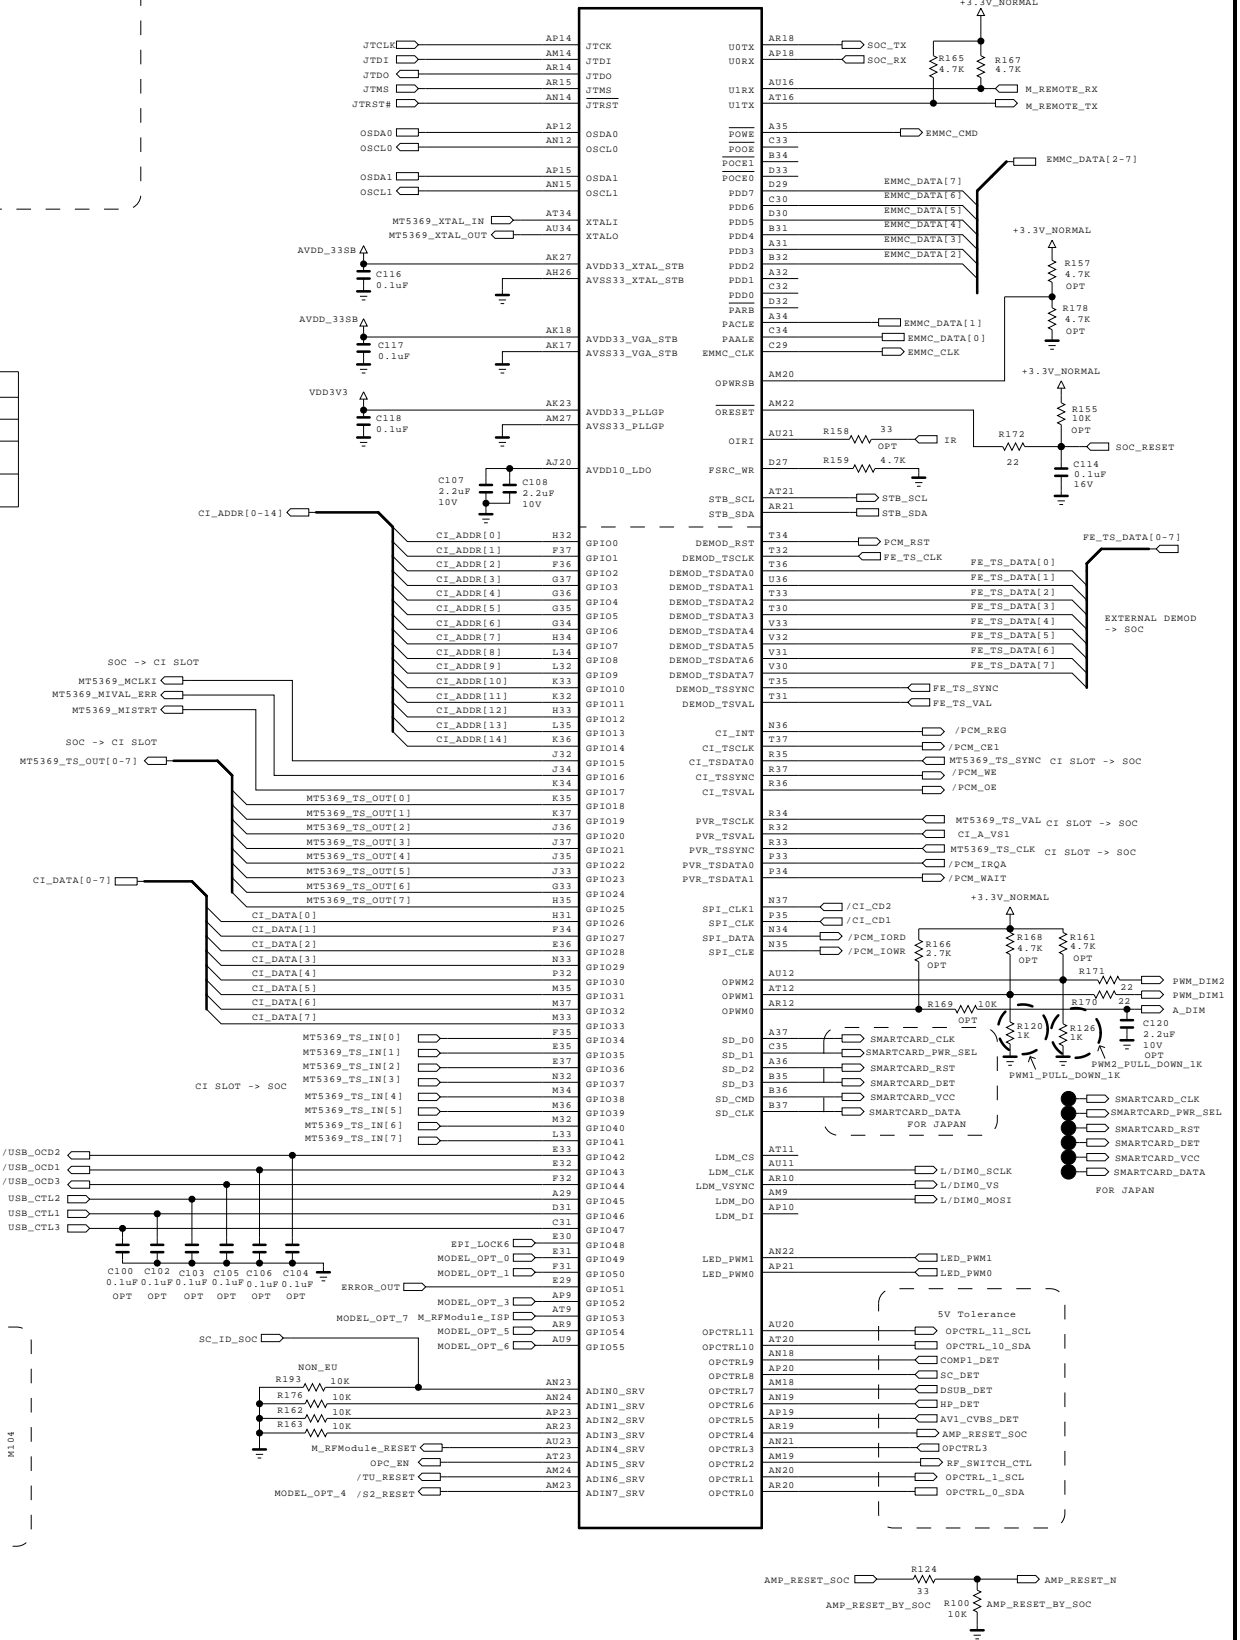 +3.3V_NORMAL
JTCLK AP14 JTCK
JTDI AM14 JTDI
JTDO AR14 JTDO
JTMS AR15 JTMS
JTRST# AN14 JTRST
OSDA0 AP12 OSDA0
OSCL0 AN12 OSCL0
OSDA1 AP15 OSDA1
OSCL1 AN15 OSCL1
MT5369_XTAL_IN AT34 XTALI
MT5369_XTAL_OUT AU34 XTALO
AVDD_33SB
AK27 AVDD33_XTAL_STB
C116
0.1uF
AH26 AVSS33_XTAL_STB
AVDD_33SB
AK18 AVDD33_VGA_STB
C117
0.1uF
AK17 AVSS33_VGA_STB
VDD3V3
AK23 AVDD33_PLLGP
C118
0.1uF
AM27 AVSS33_PLLGP
AJ20 AVDD10_LDO
C107
2.2uF
10V
C108
2.2uF
10V
CI_ADDR[0-14]
CI_ADDR[0] H32 GPIO0
CI_ADDR[1] F37 GPIO1
CI_ADDR[2] F36 GPIO2
CI_ADDR[3] G37 GPIO3
CI_ADDR[4] G36 GPIO4
CI_ADDR[5] G35 GPIO5
CI_ADDR[6] G34 GPIO6
CI_ADDR[7] H34 GPIO7
CI_ADDR[8] L34 GPIO8
CI_ADDR[9] L32 GPIO9
CI_ADDR[10] K33 GPIO10
CI_ADDR[11] K32 GPIO11
CI_ADDR[12] H33 GPIO12
CI_ADDR[13] L35 GPIO13
CI_ADDR[14] K36 GPIO14
SOC -> CI SLOT
MT5369_MCLKI J32 GPIO15
MT5369_MIVAL_ERR J34 GPIO16
MT5369_MISTRT K34 GPIO17
SOC -> CI SLOT
MT5369_TS_OUT[0-7]
MT5369_TS_OUT[0] K35 GPIO18
MT5369_TS_OUT[1] K37 GPIO19
MT5369_TS_OUT[2] J36 GPIO20
MT5369_TS_OUT[3] J37 GPIO21
MT5369_TS_OUT[4] J35 GPIO22
MT5369_TS_OUT[5] J33 GPIO23
MT5369_TS_OUT[6] G33 GPIO24
MT5369_TS_OUT[7] H35 GPIO25
CI_DATA[0-7]
CI_DATA[0] H31 GPIO26
CI_DATA[1] F34 GPIO27
CI_DATA[2] E36 GPIO28
CI_DATA[3] N33 GPIO29
CI_DATA[4] P32 GPIO30
CI_DATA[5] M35 GPIO31
CI_DATA[6] M37 GPIO32
CI_DATA[7] M33 GPIO33
MT5369_TS_IN[0] F35 GPIO34
MT5369_TS_IN[1] E35 GPIO35
MT5369_TS_IN[2] E37 GPIO36
MT5369_TS_IN[3] N32 GPIO37
CI SLOT -> SOC
MT5369_TS_IN[4] M34 GPIO38
MT5369_TS_IN[5] M36 GPIO39
MT5369_TS_IN[6] M32 GPIO40
MT5369_TS_IN[7] L33 GPIO41
/USB_OCD2 E33 GPIO42
/USB_OCD1 E32 GPIO43
/USB_OCD3 F32 GPIO44
USB_CTL2 A29 GPIO45
USB_CTL1 D31 GPIO46
USB_CTL3 C31 GPIO47
C100 C102 C103 C105 C106 C104
0.1uF 0.1uF 0.1uF 0.1uF 0.1uF 0.1uF
OPT OPT OPT OPT OPT OPT
EPI_LOCK6 E30 GPIO48
MODEL_OPT_0 E31 GPIO49
MODEL_OPT_1 F31 GPIO50
ERROR_OUT E29 GPIO51
MODEL_OPT_3 AP9 GPIO52
MODEL_OPT_7 M_RFModule_ISP AT9 GPIO53
MODEL_OPT_5 AR9 GPIO54
MODEL_OPT_6 AU9 GPIO55
SC_ID_SOC
NON_EU
R193 10K AN23 ADIN0_SRV
R176 10K AN24 ADIN1_SRV
R162 10K AP23 ADIN2_SRV
R163 10K AR23 ADIN3_SRV
M_RFModule_RESET AU23 ADIN4_SRV
OPC_EN AT23 ADIN5_SRV
/TU_RESET AM24 ADIN6_SRV
MODEL_OPT_4 /S2_RESET AM23 ADIN7_SRV
M104
U0TX AR18 SOC_TX
U0RX AP18 SOC_RX
R165
4.7K
R167
4.7K
U1RX AU16 M_REMOTE_RX
U1TX AT16 M_REMOTE_TX
POWE A35 EMMC_CMD
POOE C33
POCE1 B34
POCE0 D33
EMMC_DATA[2-7]
PDD7 D29 EMMC_DATA[7]
PDD6 C30 EMMC_DATA[6]
PDD5 D30 EMMC_DATA[5]
PDD4 B31 EMMC_DATA[4]
PDD3 A31 EMMC_DATA[3]
PDD2 B32 EMMC_DATA[2]
PDD1 A32
PDD0 C32
PARB D32
PACLE A34 EMMC_DATA[1]
PAALE C34 EMMC_DATA[0]
EMMC_CLK C29 EMMC_CLK
+3.3V_NORMAL
R157
4.7K
OPT
R178
4.7K
OPT
OPWRSB AM20
ORESET AM22
+3.3V_NORMAL
R155
10K
OPT
R172
22
SOC_RESET
C114
0.1uF
16V
OIRI AU21 R158 33 OPT IR
FSRC_WR D27 R159 4.7K
STB_SCL AT21 STB_SCL
STB_SDA AR21 STB_SDA
DEMOD_RST T34 PCM_RST
DEMOD_TSCLK T32 FE_TS_CLK
FE_TS_DATA[0-7]
DEMOD_TSDATA0 T36 FE_TS_DATA[0]
DEMOD_TSDATA1 U36 FE_TS_DATA[1]
DEMOD_TSDATA2 T33 FE_TS_DATA[2]
DEMOD_TSDATA3 T30 FE_TS_DATA[3]
DEMOD_TSDATA4 V33 FE_TS_DATA[4]
DEMOD_TSDATA5 V32 FE_TS_DATA[5]
DEMOD_TSDATA6 V31 FE_TS_DATA[6]
DEMOD_TSDATA7 V30 FE_TS_DATA[7]
EXTERNAL DEMOD
-> SOC
DEMOD_TSSYNC T35 FE_TS_SYNC
DEMOD_TSVAL T31 FE_TS_VAL
CI_INT N36 /PCM_REG
CI_TSCLK T37 /PCM_CE1
CI_TSDATA0 R35 MT5369_TS_SYNC CI SLOT -> SOC
CI_TSSYNC R37 /PCM_WE
CI_TSVAL R36 /PCM_OE
PVR_TSCLK R34 MT5369_TS_VAL CI SLOT -> SOC
PVR_TSVAL R32 CI_A_VS1
PVR_TSSYNC R33 MT5369_TS_CLK CI SLOT -> SOC
PVR_TSDATA0 P33 /PCM_IRQA
PVR_TSDATA1 P34 /PCM_WAIT
SPI_CLK1 N37 /CI_CD2
SPI_CLK P35 /CI_CD1
SPI_DATA N34 /PCM_IORD
SPI_CLE N35 /PCM_IOWR
+3.3V_NORMAL
R166
2.7K
OPT
R168
4.7K
OPT
R161
4.7K
OPT
OPWM2 AU12 R171 22 PWM_DIM2
OPWM1 AT12 R170 22 PWM_DIM1
OPWM0 AR12 R169 10K OPT A_DIM
R120
1K
R126
1K
C120
2.2uF
10V
OPT
PWM2_PULL_DOWN_1K
PWM1_PULL_DOWN_1K
SD_D0 A37 SMARTCARD_CLK
SD_D1 C35 SMARTCARD_PWR_SEL
SD_D2 A36 SMARTCARD_RST
SD_D3 B35 SMARTCARD_DET
SD_CMD B36 SMARTCARD_VCC
SD_CLK B37 SMARTCARD_DATA
FOR JAPAN
SMARTCARD_CLK
SMARTCARD_PWR_SEL
SMARTCARD_RST
SMARTCARD_DET
SMARTCARD_VCC
SMARTCARD_DATA
FOR JAPAN
LDM_CS AT11
LDM_CLK AU11 L/DIM0_SCLK
LDM_VSYNC AR10 L/DIM0_VS
LDM_DO AM9 L/DIM0_MOSI
LDM_DI AP10
LED_PWM1 AN22 LED_PWM1
LED_PWM0 AP21 LED_PWM0
5V Tolerance
OPCTRL11 AU20 OPCTRL_11_SCL
OPCTRL10 AT20 OPCTRL_10_SDA
OPCTRL9 AN18 COMP1_DET
OPCTRL8 AP20 SC_DET
OPCTRL7 AM18 DSUB_DET
OPCTRL6 AN19 HP_DET
OPCTRL5 AP19 AV1_CVBS_DET
OPCTRL4 AR19 AMP_RESET_SOC
OPCTRL3 AN21 OPCTRL3
OPCTRL2 AM19 RF_SWITCH_CTL
OPCTRL1 AN20 OPCTRL_1_SCL
OPCTRL0 AR20 OPCTRL_0_SDA
AMP_RESET_SOC R124 33 AMP_RESET_N
AMP_RESET_BY_SOC
R100
10K
AMP_RESET_BY_SOC